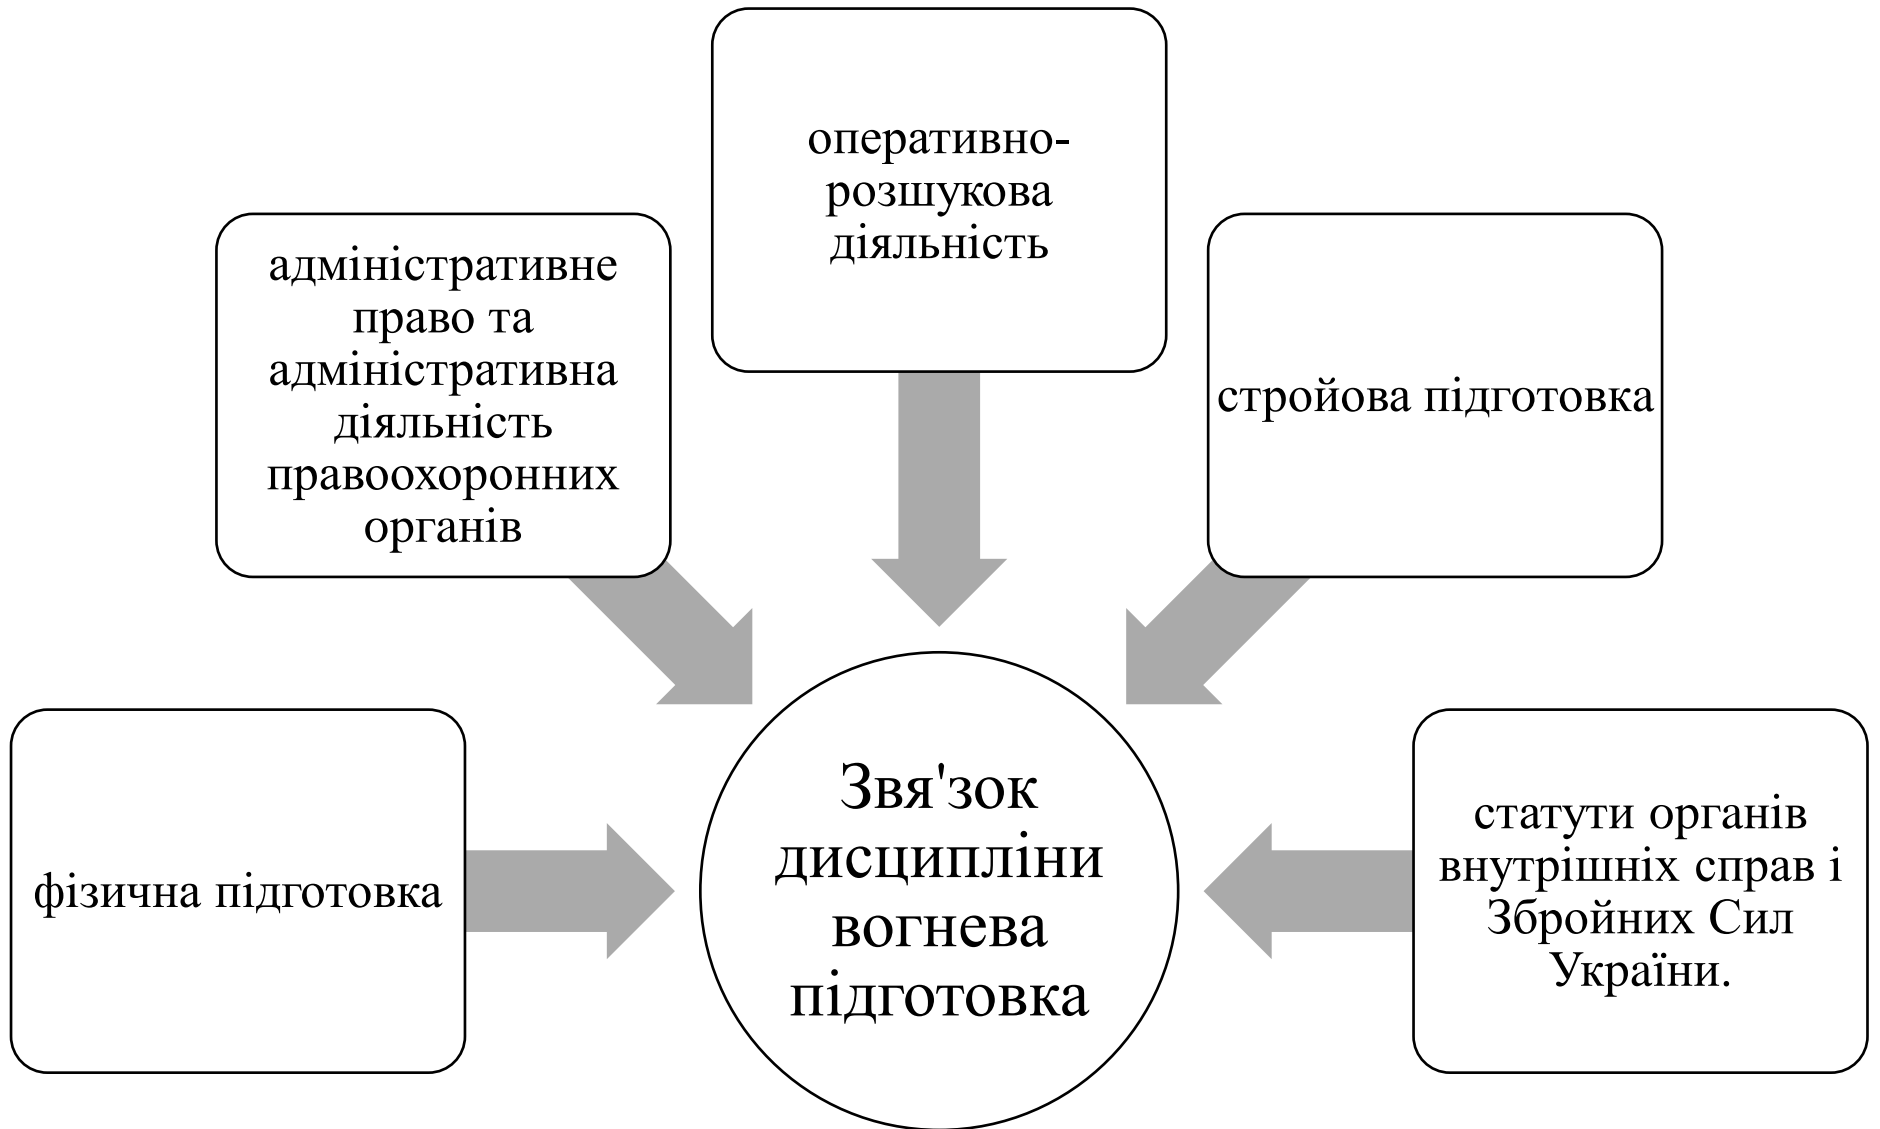 оперативно-
розшукова
діяльність
адміністративне
право та
адміністративна
діяльність
правоохоронних
органів
стройова підготовка
фізична підготовка
Звя'зок
дисципліни
вогнева
підготовка
статути органів
внутрішніх справ і
Збройних Сил
України.